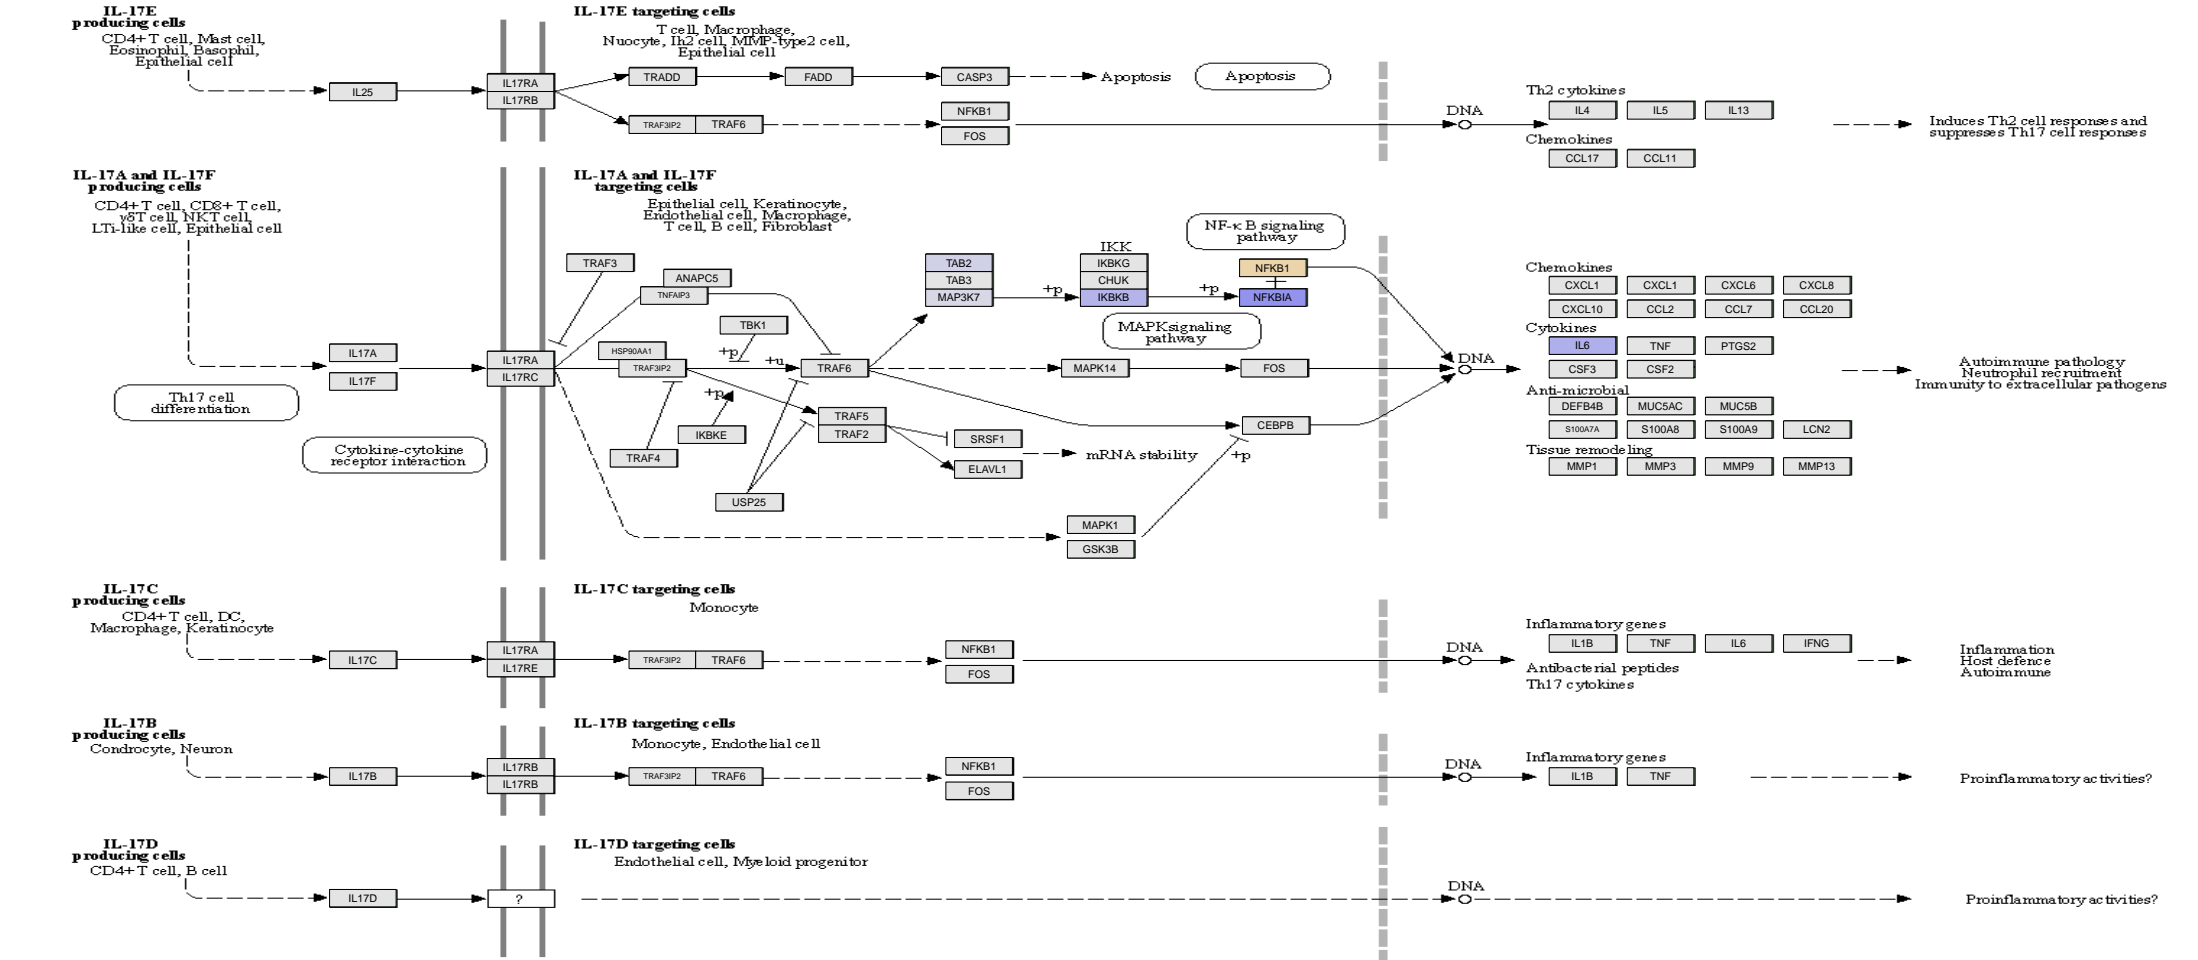 IL-17E
producing cells
CD4+ T cell, Mast cell,
Eosinophil, Basophil,
Epithelial cell
IL25
IL17RA
IL17RB
IL-17E targeting cells
T cell, Macrophage,
Nuocyte, Ih2 cell, MMP-type2 cell,
Epithelial cell
TRADD
FADD
CASP3
Apoptosis
Apoptosis
TRAF3IP2
TRAF6
NFKB1
FOS
DNA
Th2 cytokines
IL4
IL5
IL13
Chemokines
CCL17
CCL11
Induces Th2 cell responses and
suppresses Th17 cell responses
IL-17A and IL-17F
producing cells
CD4+ T cell, CD8+ T cell,
γδT cell, NKT cell,
LTi-like cell, Epithelial cell
IL17A
IL17F
Th17 cell
differentiation
Cytokine-cytokine
receptor interaction
IL17RA
IL17RC
IL-17A and IL-17F
targeting cells
Epithelial cell, Keratinocyte,
Endothelial cell, Macrophage,
T cell, B cell, Fibroblast
TRAF3
ANAPC5
TNFAIP3
TBK1
HSP90AA1
TRAF3IP2
+p
+u
TRAF6
+p
IKBKE
TRAF4
USP25
TRAF5
TRAF2
SRSF1
ELAVL1
mRNA stability
TAB2
TAB3
MAP3K7
+p
IKK
IKBKG
CHUK
IKBKB
+p
NF-κ B signaling
pathway
NFKB1
NFKBIA
MAPK signaling
pathway
MAPK14
FOS
CEBPB
+p
MAPK1
GSK3B
DNA
Chemokines
CXCL1
CXCL1
CXCL6
CXCL8
CXCL10
CCL2
CCL7
CCL20
Cytokines
IL6
TNF
PTGS2
CSF3
CSF2
Anti-microbial
DEFB4B
MUC5AC
MUC5B
S100A7A
S100A8
S100A9
LCN2
Tissue remodeling
MMP1
MMP3
MMP9
MMP13
Autoimmune pathology
Neutrophil recruitment
Immunity to extracellular pathogens
IL-17C
producing cells
CD4+ T cell, DC,
Macrophage, Keratinocyte
IL17C
IL17RA
IL17RE
IL-17C targeting cells
Monocyte
TRAF3IP2
TRAF6
NFKB1
FOS
DNA
Inflammatory genes
IL1B
TNF
IL6
IFNG
Antibacterial peptides
Th17 cytokines
Inflammation
Host defence
Autoimmune
IL-17B
producing cells
Condrocyte, Neuron
IL17B
IL17RB
IL17RB
IL-17B targeting cells
Monocyte, Endothelial cell
TRAF3IP2
TRAF6
NFKB1
FOS
DNA
Inflammatory genes
IL1B
TNF
Proinflammatory activities?
IL-17D
producing cells
CD4+ T cell, B cell
IL17D
?
IL-17D targeting cells
Endothelial cell, Myeloid progenitor
DNA
Proinflammatory activities?